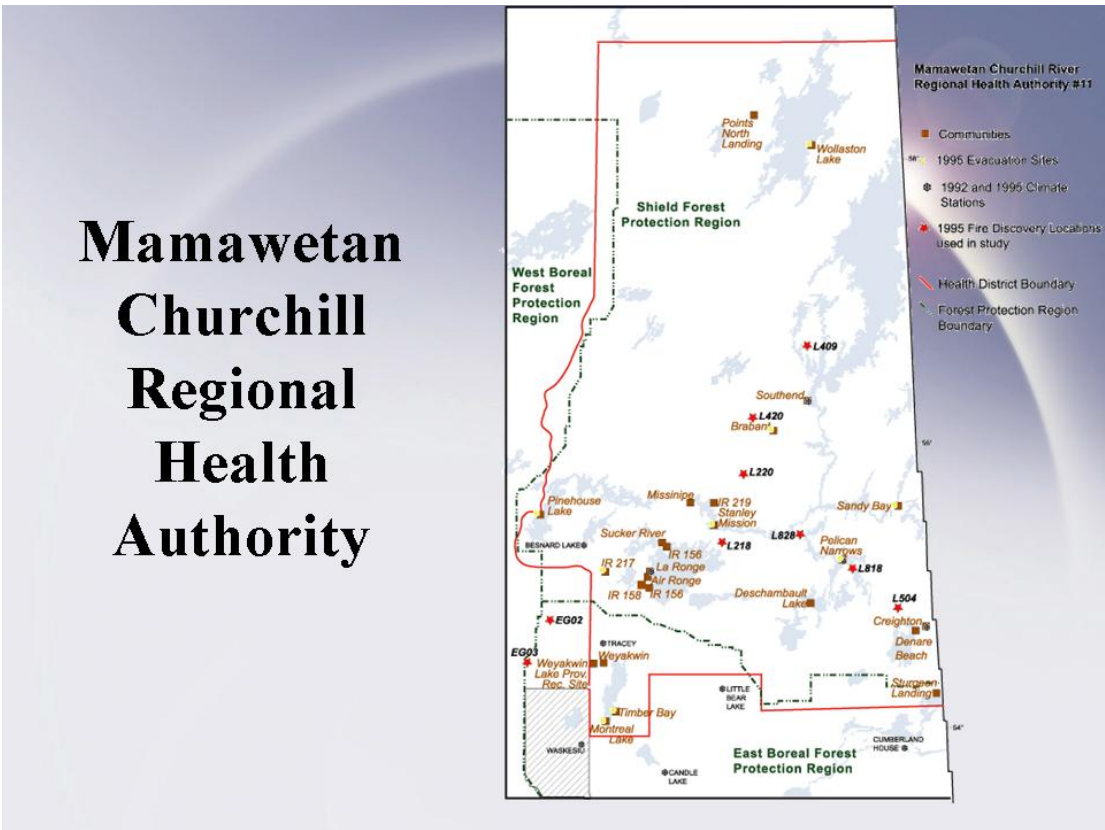 Mamawetan
Churchill
Regional
Health
Authority
Mamawetan Churchill River
Regional Health Authority #11
Communities
1995 Evacuation Sites
1992 and 1995 Climate
Stations
1995 Fire Discovery Locations
used in study
Health District Boundary
Forest Protection Region
Boundary
Points
North
Landing
Wollaston
Lake
58°
Shield Forest
Protection Region
West Boreal
Forest
Protection
Region
L409
Southend
L420
Brabant
56°
L220
Pinehouse
Lake
Missinipe
IR 219
Stanley
Mission
Sandy Bay
BESNARD LAKE
Sucker River
IR 156
L218
L828
Pelican
Narrows
L818
IR 217
La Ronge
Air Ronge
IR 158
IR 156
Deschambault
Lake
L504
Creighton
Denare
Beach
EG02
EG03
TRACEY
Weyakwin
Lake Prov.
Rec. Site
Weyakwin
LITTLE
BEAR
LAKE
Sturgeon
Landing
Timber Bay
Montreal
Lake
54°
WASKESIU
CANDLE
LAKE
East Boreal Forest
Protection Region
CUMBERLAND
HOUSE